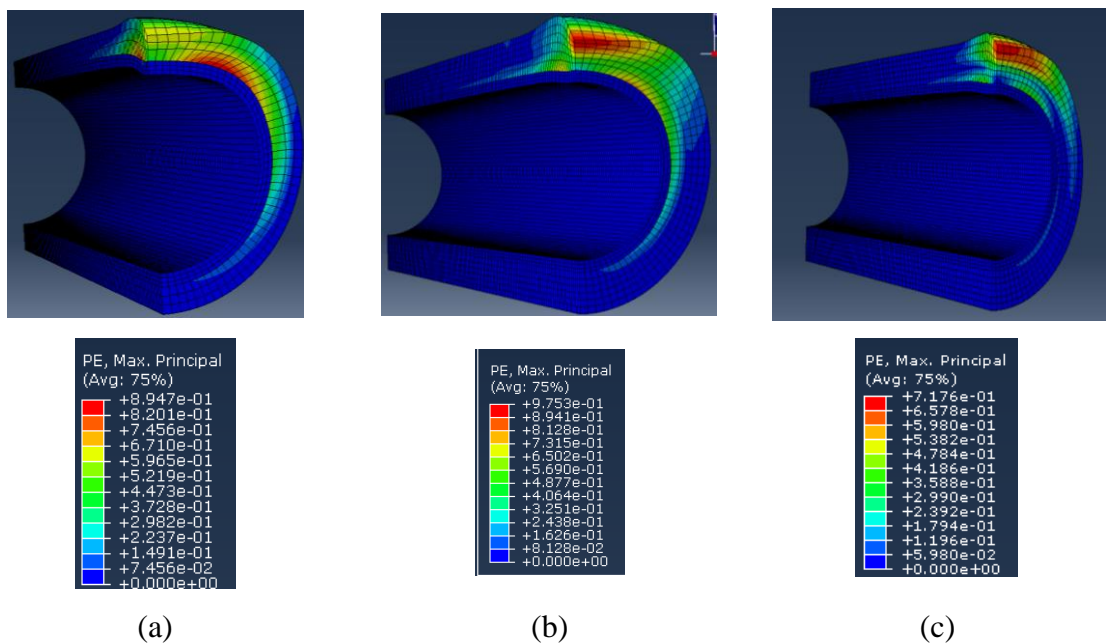 PE, Max. Principal
(Avg: 75%)
+8.947e-01
+8.201e-01
+7.456e-01
+6.710e-01
+5.965e-01
+5.219e-01
+4.473e-01
+3.728e-01
+2.982e-01
+2.237e-01
+1.491e-01
+7.456e-02
+0.000e+00
PE, Max. Principal
(Avg: 75%)
+9.753e-01
+8.941e-01
+8.128e-01
+7.315e-01
+6.502e-01
+5.690e-01
+4.877e-01
+4.064e-01
+3.251e-01
+2.438e-01
+1.626e-01
+8.128e-02
+0.000e+00
PE, Max. Principal
(Avg: 75%)
+7.176e-01
+6.578e-01
+5.980e-01
+5.382e-01
+4.784e-01
+4.186e-01
+3.588e-01
+2.990e-01
+2.392e-01
+1.794e-01
+1.196e-01
+5.980e-02
+0.000e+00
(a)
(b)
(c)